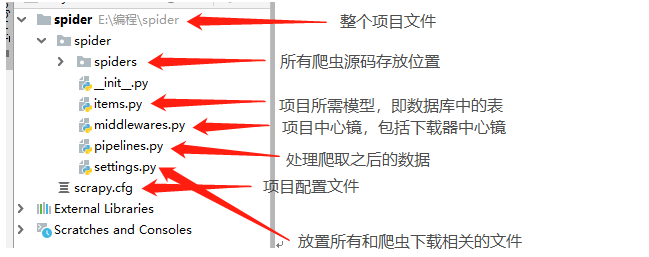 spider E:\编程\spider 整个项目文件
spider
spiders 所有爬虫源码存放位置
__init__.py
items.py 项目所需模型，即数据库中的表
middlewares.py 项目中心镜，包括下载器中心镜
pipelines.py 处理爬取之后的数据
settings.py
scrapy.cfg 项目配置文件
External Libraries
Scratches and Consoles
放置所有和爬虫下载相关的文件